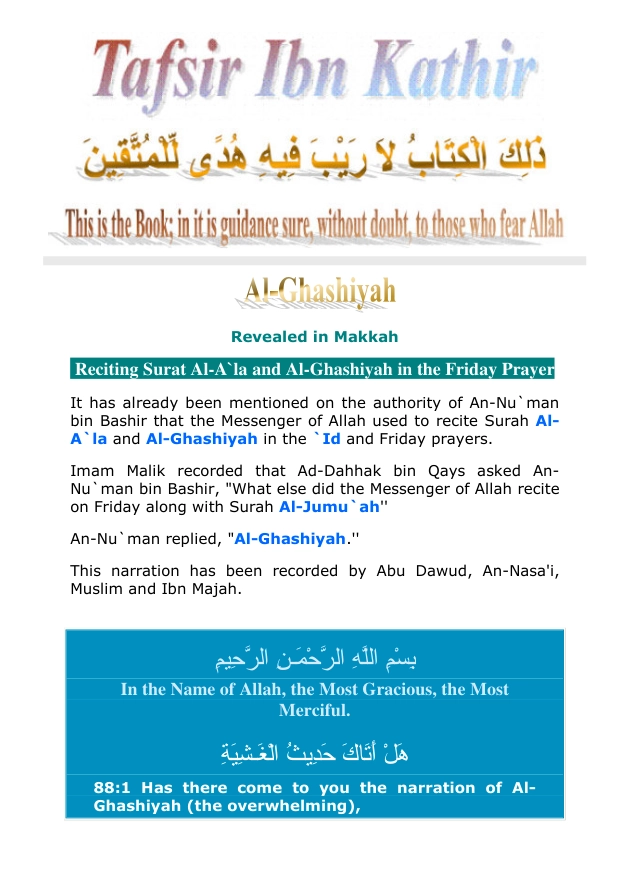 Tafsir Ibn Kathir
ذَلِكَ الْكِتَابُ لاَ رَيْبَ فِيهِ هُدًى لِّلْمُتَّقِينَ
This is the Book; in it is guidance sure, without doubt, to those who fear Allah
Al-Ghashiyah
Revealed in Makkah
Reciting Surat Al-A`la and Al-Ghashiyah in the Friday Prayer
It has already been mentioned on the authority of An-Nu`man
bin Bashir that the Messenger of Allah used to recite Surah Al-
A`la and Al-Ghashiyah in the `Id and Friday prayers.
Imam Malik recorded that Ad-Dahhak bin Qays asked An-
Nu`man bin Bashir, "What else did the Messenger of Allah recite
on Friday along with Surah Al-Jumu`ah''
An-Nu`man replied, "Al-Ghashiyah.''
This narration has been recorded by Abu Dawud, An-Nasa'i,
Muslim and Ibn Majah.
بِسْمِ اللَّهِ الرَّحْمَـنِ الرَّحِيمِ
In the Name of Allah, the Most Gracious, the Most
Merciful.
هَلْ أَتَاكَ حَدِيثُ الْغَـشِيَةِ
88:1 Has there come to you the narration of Al-
Ghashiyah (the overwhelming),